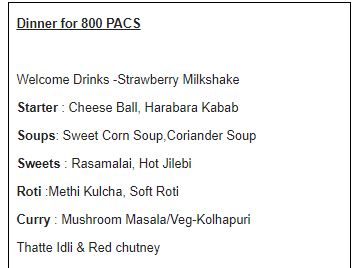 Dinner for 800 PACS
Welcome Drinks -Strawberry Milkshake
Starter : Cheese Ball, Harabara Kabab
Soups: Sweet Corn Soup,Coriander Soup
Sweets : Rasamalai, Hot Jilebi
Roti :Methi Kulcha, Soft Roti
Curry : Mushroom Masala/Veg-Kolhapuri
Thatte Idli & Red chutney